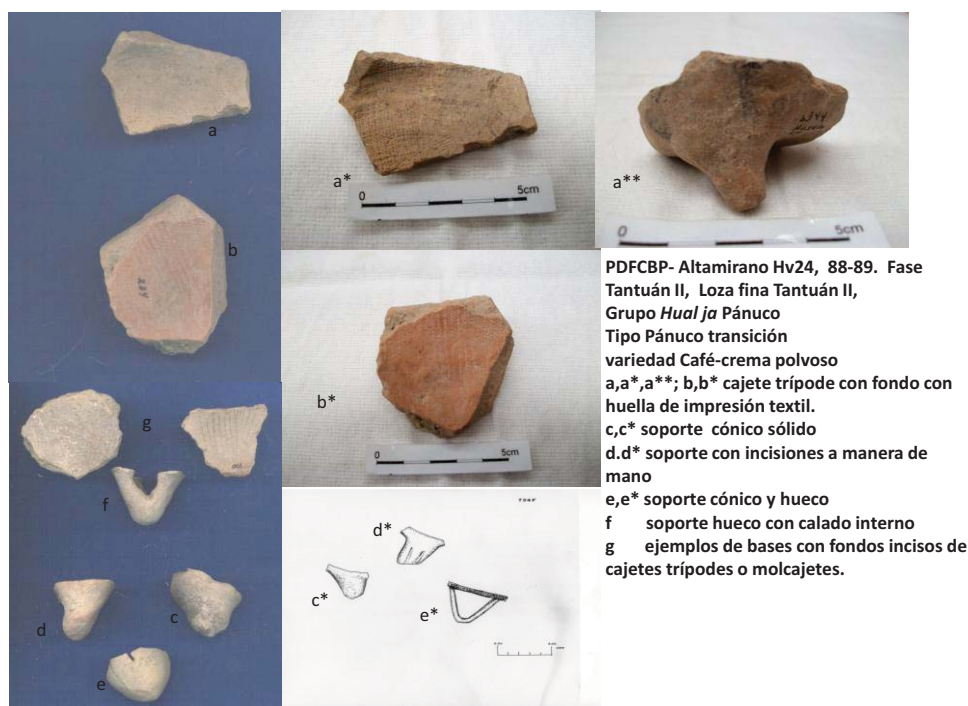 a
a*
0
5cm
a**
0
5cm
b
b*
0
5cm
g
f
d
c
e
d*
c*
e*
PDFCBP- Altamirano Hv24, 88-89. Fase
Tantuán II, Loza fina Tantuán II,
Grupo Hual ja Pánuco
Tipo Pánuco transición
variedad Café-crema polvoso
a,a*,a**; b,b* cajete trípode con fondo con
huella de impresión textil.
c,c* soporte cónico sólido
d.d* soporte con incisiones a manera de
mano
e,e* soporte cónico y hueco
f soporte hueco con calado interno
g ejemplos de bases con fondos incisos de
cajetes trípodes o molcajetes.